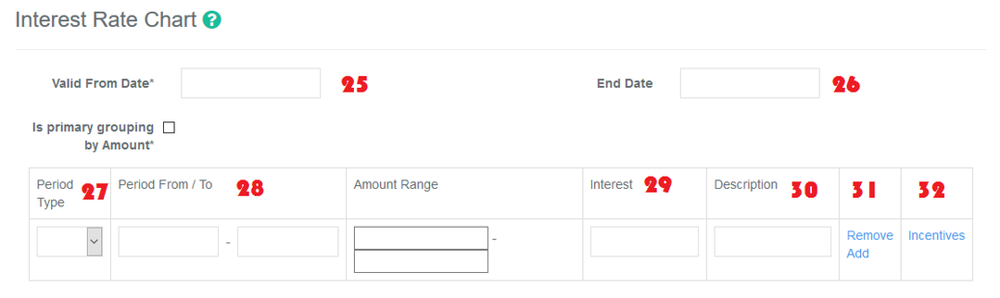 Interest Rate Chart ?
Valid From Date* 25 End Date 26
Is primary grouping
by Amount*
Period Type 27 Period From / To 28 Amount Range Interest 29 Description 30 31 32
- - Remove Incentives
Add